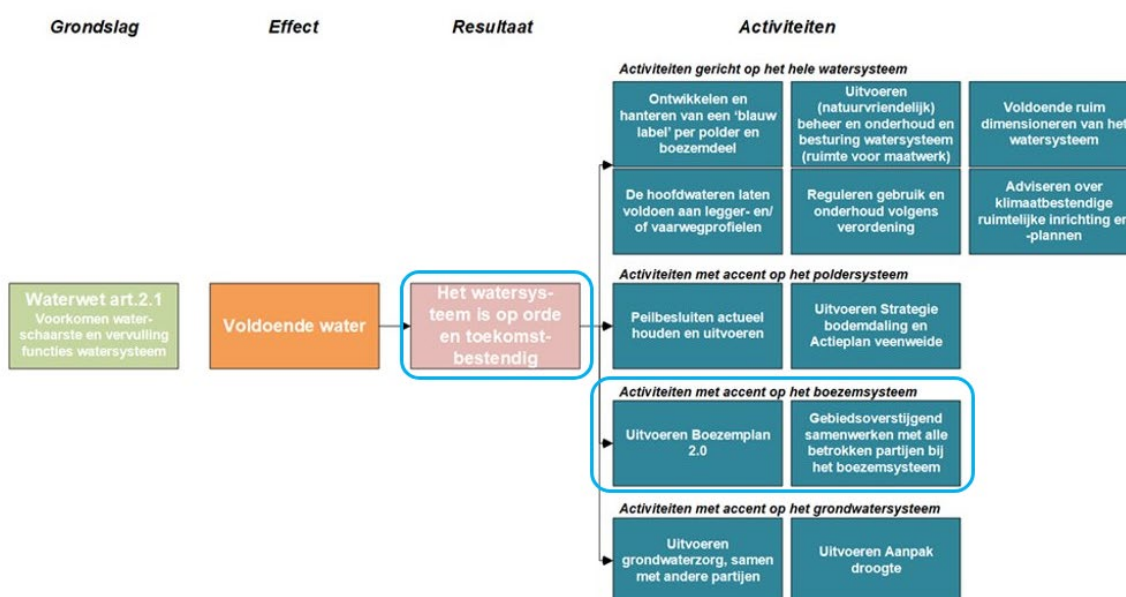 Grondslag
Effect
Resultaat
Activiteiten
Activiteiten gericht op het hele watersysteem
Ontwikkelen en
hanteren van een ‘blauw
label’ per polder en
boezemdeel
Uitvoeren
(natuurvriendelijk)
beheer en onderhoud en
besturing watersysteem
(ruimte voor maatwerk)
Voldoende ruim
dimensioneren van het
watersysteem
De hoofdwateren laten
voldoen aan legger- en/
of vaarwegprofielen
Reguleren gebruik en
onderhoud volgens
verordening
Adviseren over
klimaatbestendige
ruimtelijke inrichting en
-plannen
Waterwet art.2.1
Voorkomen water-
schaarste en vervulling
functies watersysteem
Voldoende water
Het watersys-
teem is op orde
en toekomst-
bestendig
Activiteiten met accent op het poldersysteem
Peilbesluiten actueel
houden en uitvoeren
Uitvoeren Strategie
bodemdaling en
Actieplan veenweide
Activiteiten met accent op het boezemsysteem
Uitvoeren Boezemplan
2.0
Gebiedsoverstijgend
samenwerken met alle
betrokken partijen bij
het boezemsysteem
Activiteiten met accent op het grondwatersysteem
Uitvoeren
grondwaterzorg, samen
met andere partijen
Uitvoeren Aanpak
droogte